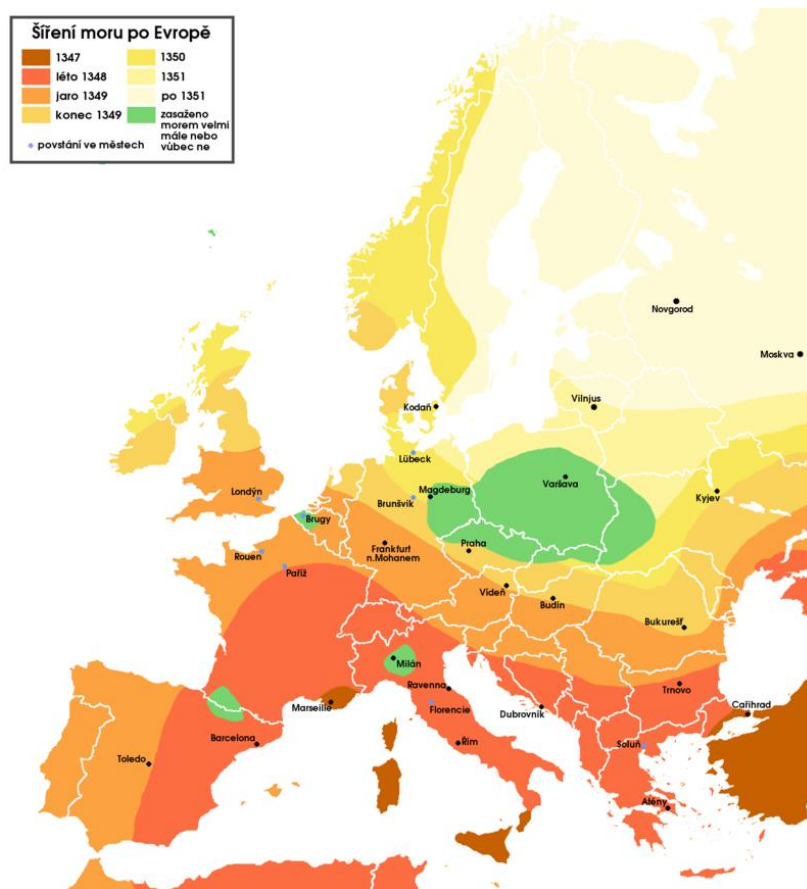 Šíření moru po Evropě
1347
léto 1348
jaro 1349
konec 1349
povstání ve městech
1350
1351
po 1351
zasaženo
morem velmi
mále nebo
vůbec ne
Novgorod
Moskva
Vilnjus
Kodaň
Lübeck
Magdeburg
Varšava
Brunšvik
Londýn
Kyjev
Brugy
Praha
Frankfurt
n.Mohanem
Rouen
Paříž
Vídeň
Budín
Bukurešť
Milán
Ravenna
Trnovo
Marseille
Florencie
Dubrovník
Cařihrad
Barcelona
Řím
Soluň
Toledo
Atény